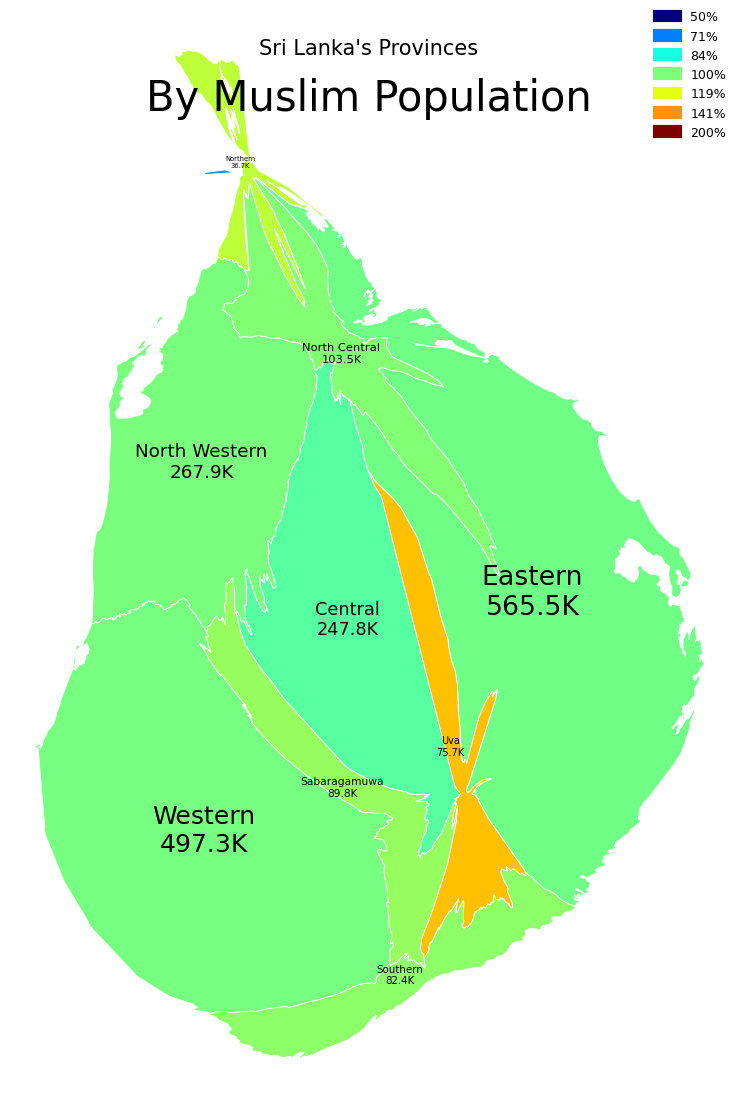 Sri Lanka's Provinces
By Muslim Population
50%
71%
84%
100%
119%
141%
200%
Northern
36.7K
North Central
103.5K
North Western
267.9K
Eastern
565.5K
Central
247.8K
Uva
75.7K
Sabaragamuwa
89.8K
Western
497.3K
Southern
82.4K